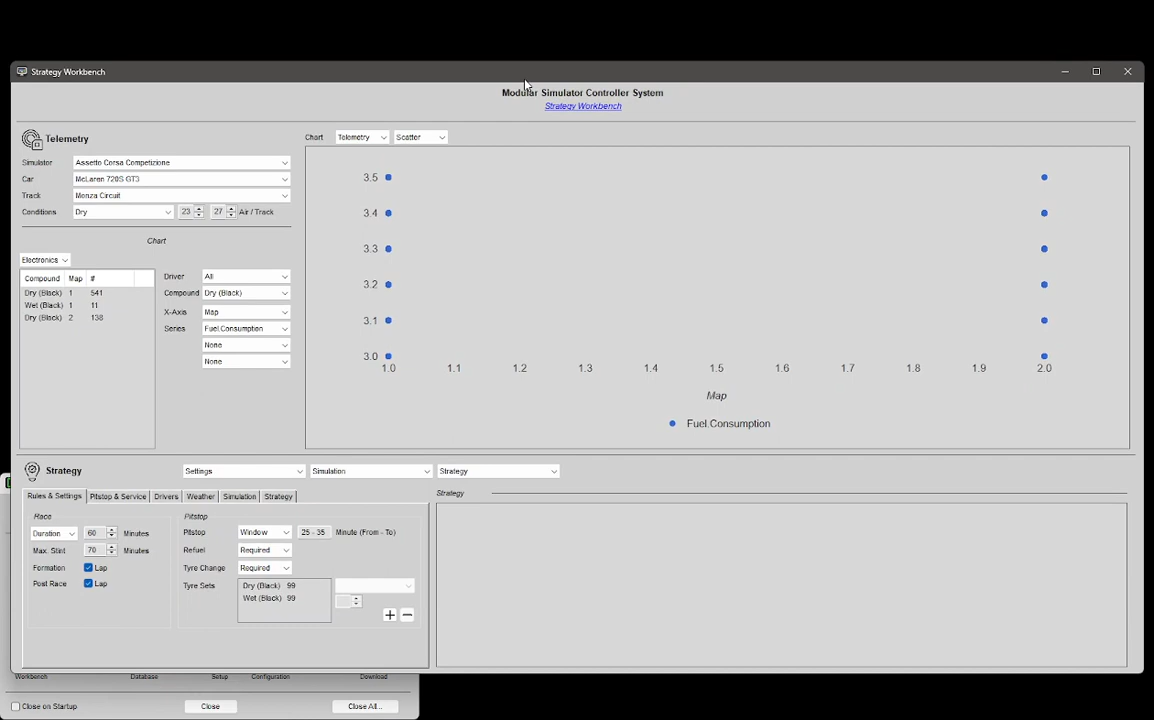 Strategy Workbench
Modular Simulator Controller System
Strategy Workbench
Telemetry
Simulator Assetto Corsa Competizione
Car McLaren 720S GT3
Track Monza Circuit
Conditions Dry 23 27 Air / Track
Chart
Electronics
Compound Map #
Dry (Black) 1 541
Wet (Black) 1 11
Dry (Black) 2 138
Driver All
Compound Dry (Black)
X-Axis Map
Series Fuel.Consumption
None
None
Chart Telemetry Scatter
3.5
3.4
3.3
3.2
3.1
3.0
1.0 1.1 1.2 1.3 1.4 1.5 1.6 1.7 1.8 1.9 2.0
Map
Fuel.Consumption
Strategy Settings Simulation Strategy
Rules & Settings Pitstop & Service Drivers Weather Simulation Strategy
Race
Duration 60 Minutes
Max. Stint 70 Minutes
Formation Lap
Post Race Lap
Pitstop
Pitstop Window 25 - 35 Minute (From - To)
Refuel Required
Tyre Change Required
Tyre Sets Dry (Black) 99
Wet (Black) 99
Strategy
Workbench Database Setup Configuration Download
Close on Startup Close Close All...